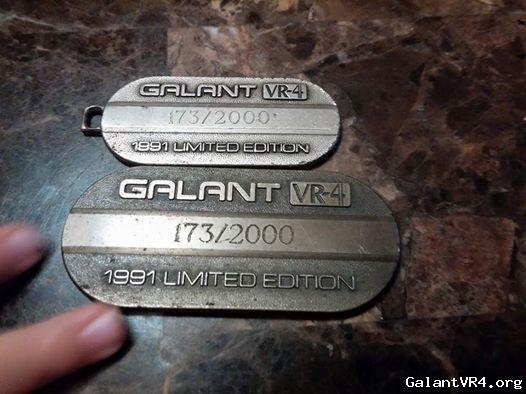 GALANT VR-4
173/2000
1991 LIMITED EDITION
GALANT VR-4
173/2000
1991 LIMITED EDITION
GalantVR4.org